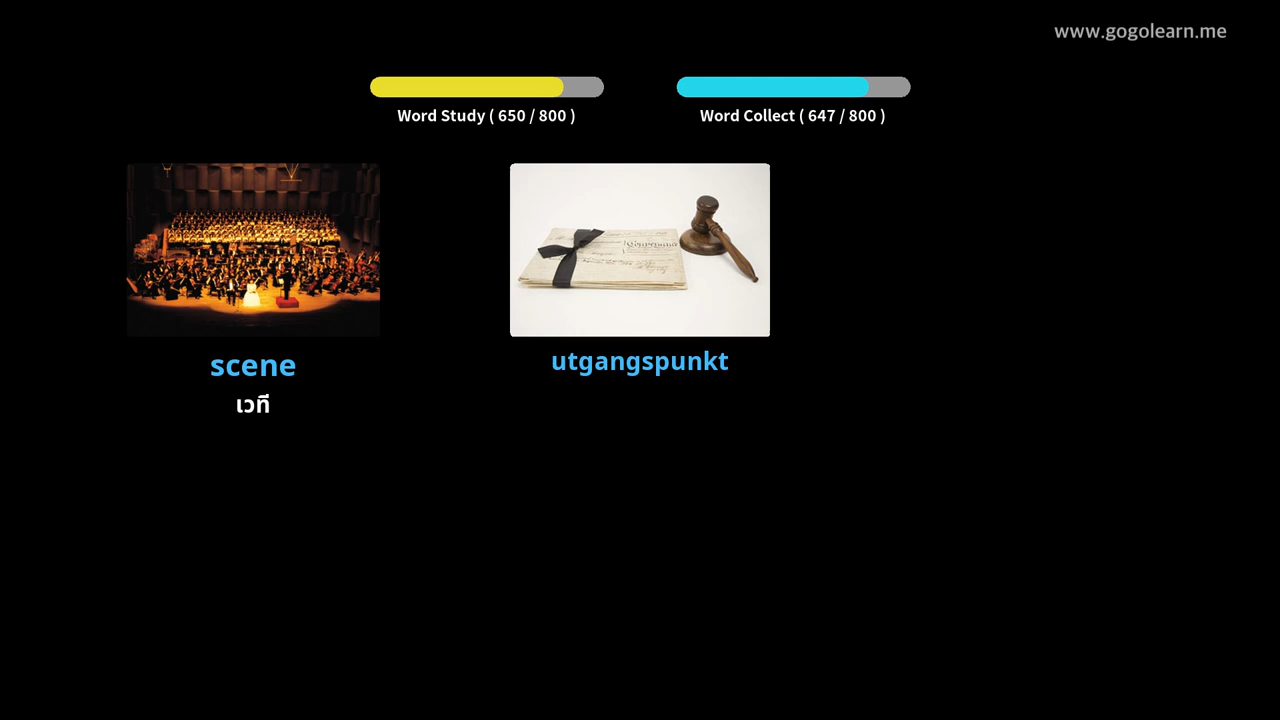 www.gogolearn.me
Word Study ( 650 / 800 )
Word Collect ( 647 / 800 )
scene
เวที
utgangspunkt